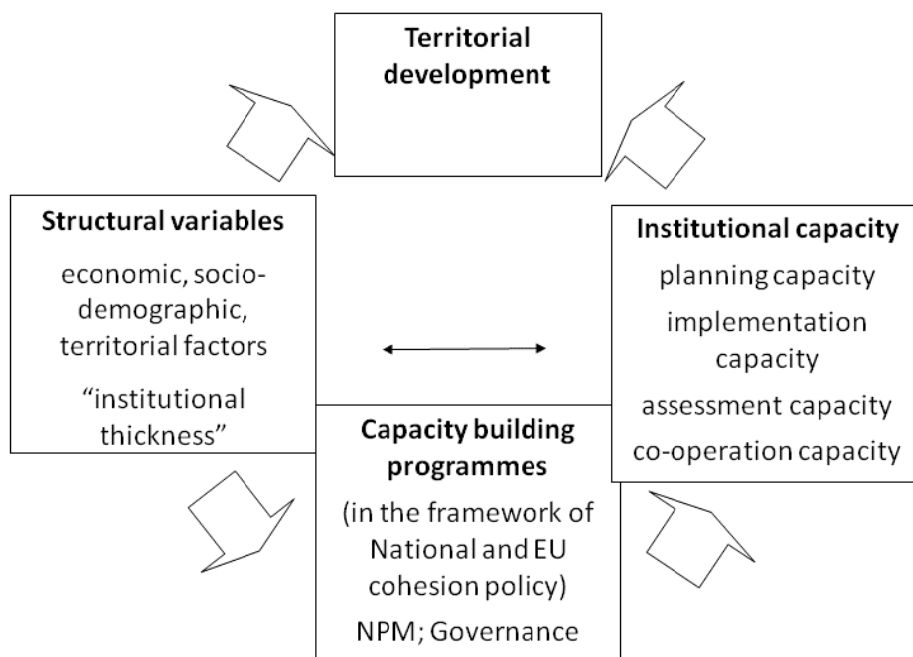 Territorial
development
Structural variables
economic, socio-
demographic,
territorial factors
“institutional
thickness”
Institutional capacity
planning capacity
implementation
capacity
assessment capacity
co-operation capacity
Capacity building
programmes
(in the framework of
National and EU
cohesion policy)
NPM; Governance